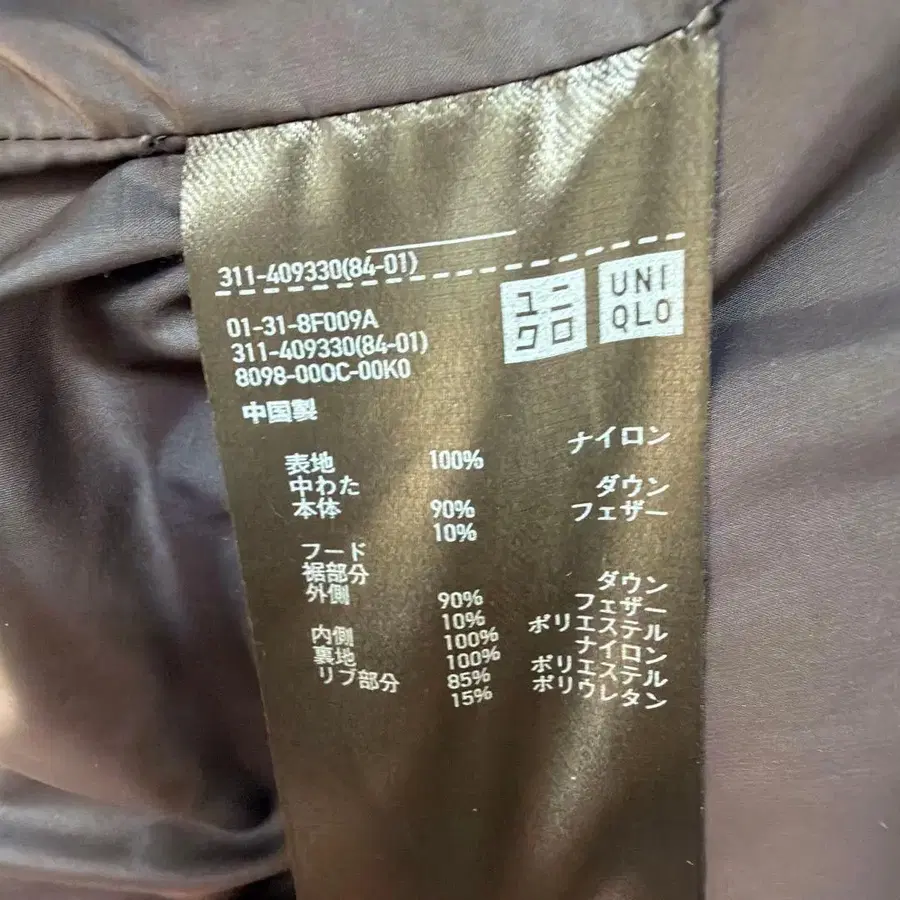 311-409330(84-01)
ユニ
クロ
UNI
QLO
01-31-8F009A
311-409330(84-01)
8098-000C-00K0
中国製
表地 100% ナイロン
中わた
本体 90% ダウン
10% フェザー
フード
裾部分
外側 90% ダウン
10% フェザー
内側 100% ポリエステル
裏地 100% ナイロン
リブ部分 85% ポリエステル
15% ポリウレタン